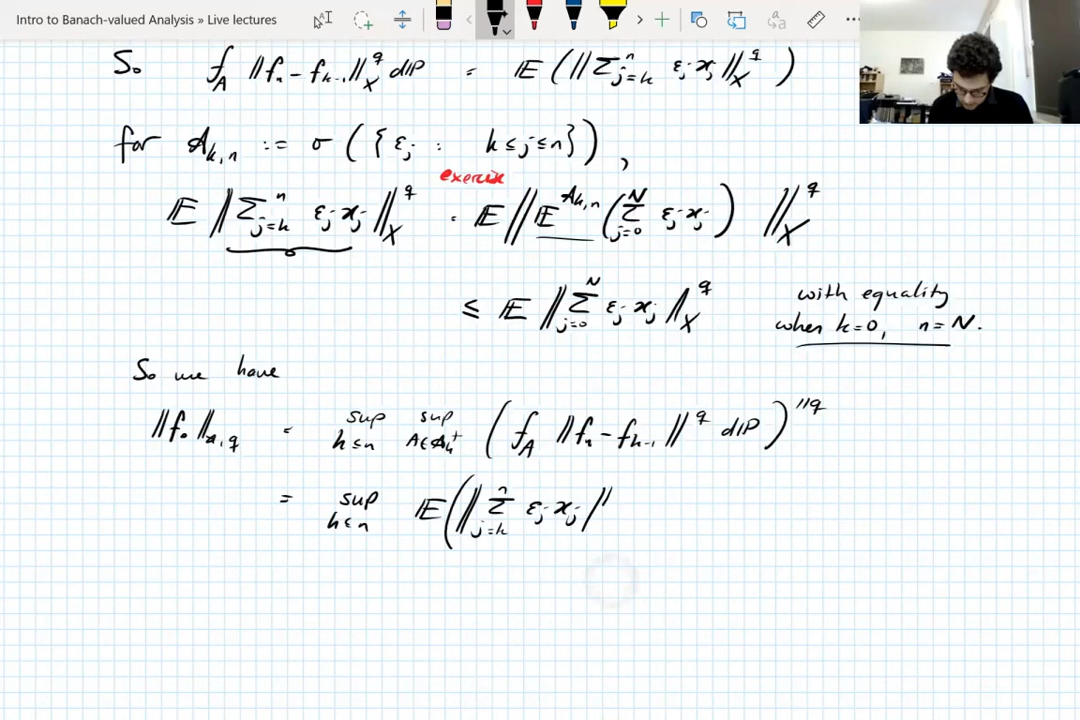 Intro to Banach-valued Analysis » Live lectures
So ⨍_A ‖f_n - f_{k-1}‖_X^q dP = E(‖Σ_{j=k}^n ε_j x_j‖_X^q)
for A_{k,n} := σ({ε_j : k≤j≤n}),
exercise
E‖Σ_{j=k}^n ε_j x_j‖_X^q = E‖E^{A_{k,n}}(Σ_{j=0}^N ε_j x_j)‖_X^q
≤ E‖Σ_{j=0}^N ε_j x_j‖_X^q with equality
when k=0, n=N.
So we have
‖f_•‖_{*,q} = sup_{k≤n} sup_{A∈A_k^+} (⨍_A ‖f_n - f_{k-1}‖^q dP)^{1/q}
= sup_{k≤n} E(‖Σ_{j=k}^n ε_j x_j‖